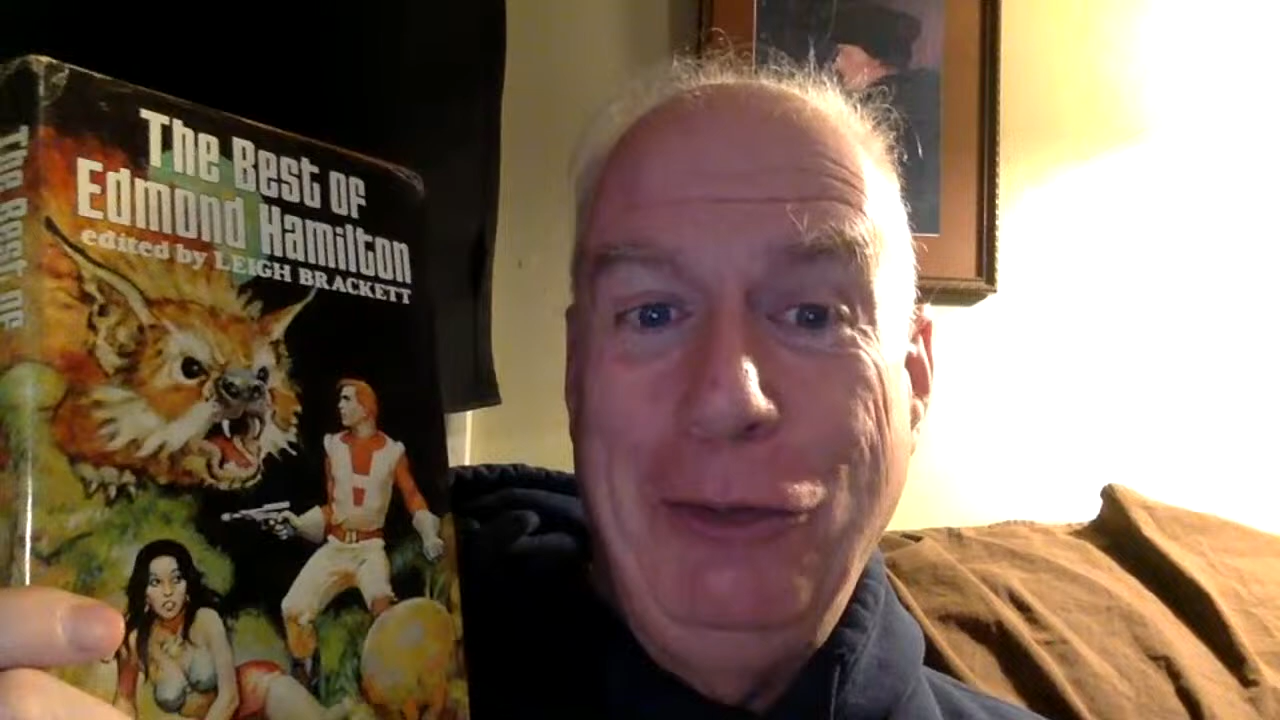 The Best of
Edmond Hamilton
edited by LEIGH BRACKETT
The Best of